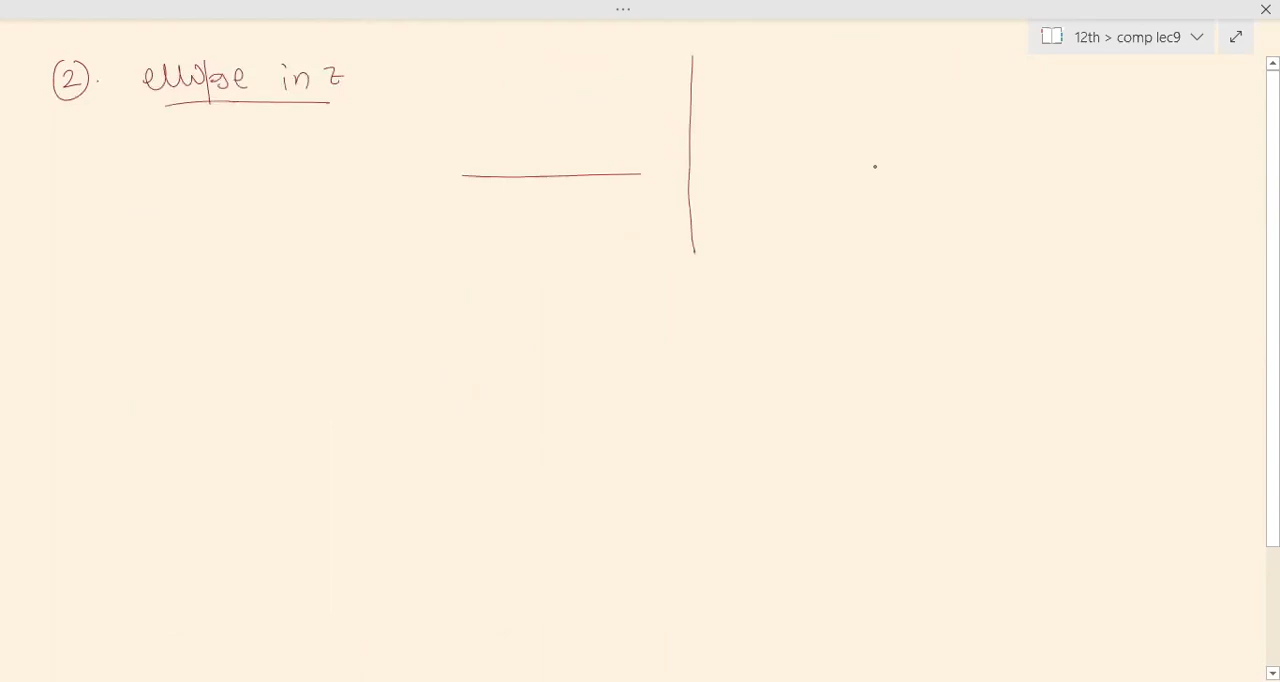 12th > comp lec9
②. ellipse in z